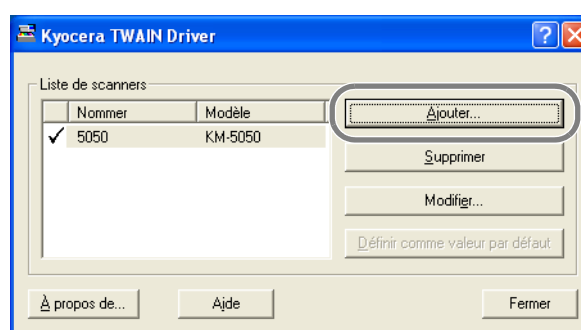 Kyocera TWAIN Driver
Liste de scanners
Nommer Modèle
Ajouter...
5050 KM-5050
Supprimer
Modifier...
Définir comme valeur par défaut
À propos de... Aide Fermer